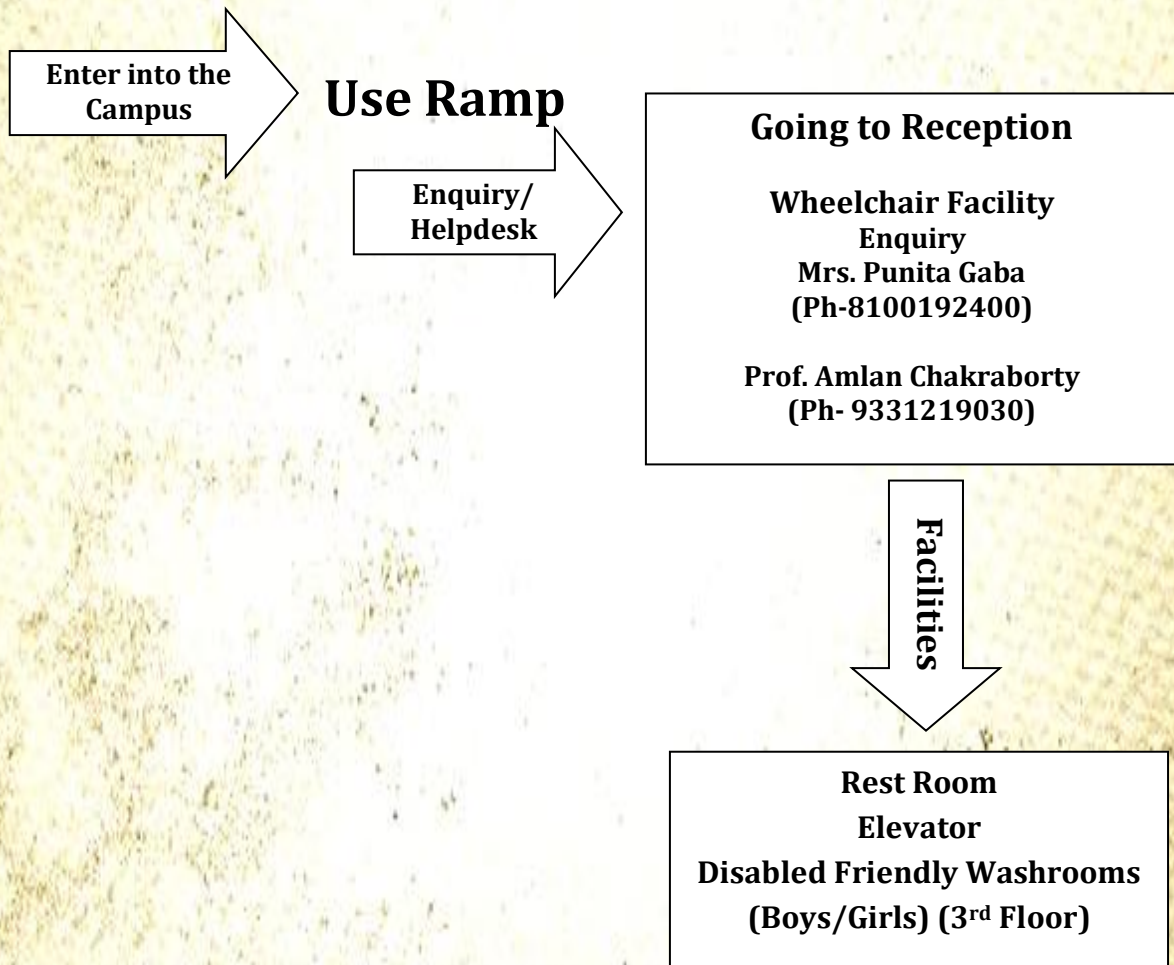 Enter into the
Campus
Use Ramp
Enquiry/
Helpdesk
Going to Reception
Wheelchair Facility
Enquiry
Mrs. Punita Gaba
(Ph-8100192400)
Prof. Amlan Chakraborty
(Ph- 9331219030)
Facilities
Rest Room
Elevator
Disabled Friendly Washrooms
(Boys/Girls) (3rd Floor)